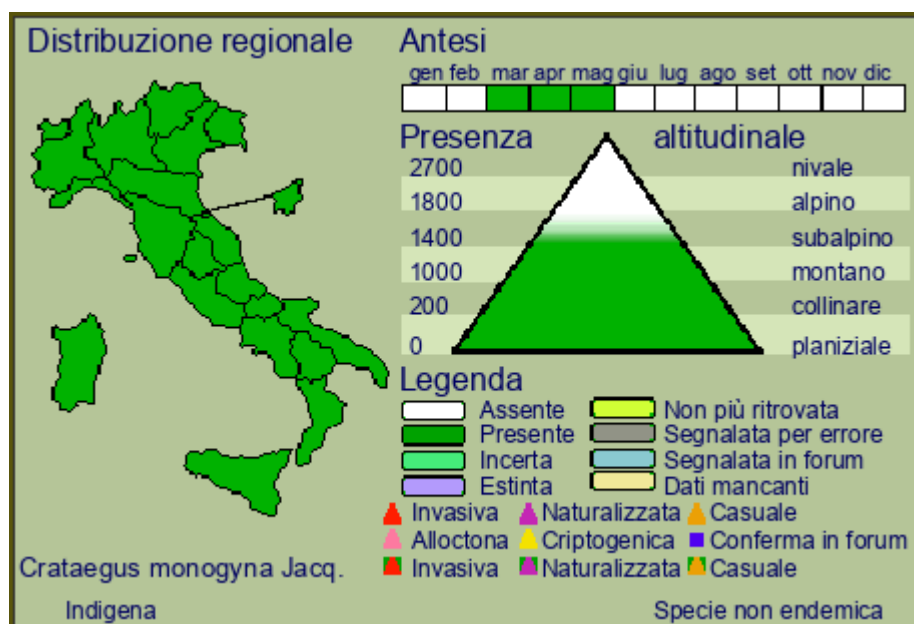 Distribuzione regionale
Antesi
gen feb mar apr mag giu lug ago set ott nov dic
Presenza altitudinale
2700 nivale
1800 alpino
1400 subalpino
1000 montano
200 collinare
0 planiziale
Legenda
Assente Non più ritrovata
Presente Segnalata per errore
Incerta Segnalata in forum
Estinta Dati mancanti
Invasiva Naturalizzata Casuale
Alloctona Criptogenica Conferma in forum
Invasiva Naturalizzata Casuale
Crataegus monogyna Jacq.
Indigena Specie non endemica